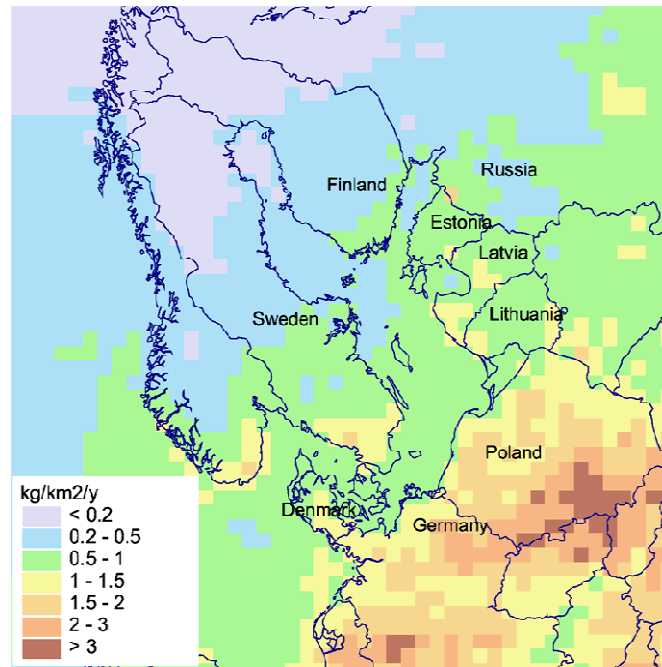 Russia
Finland
Estonia
Latvia
Lithuania
Sweden
Poland
Denmark
Germany
kg/km2/y
< 0.2
0.2 - 0.5
0.5 - 1
1 - 1.5
1.5 - 2
2 - 3
> 3